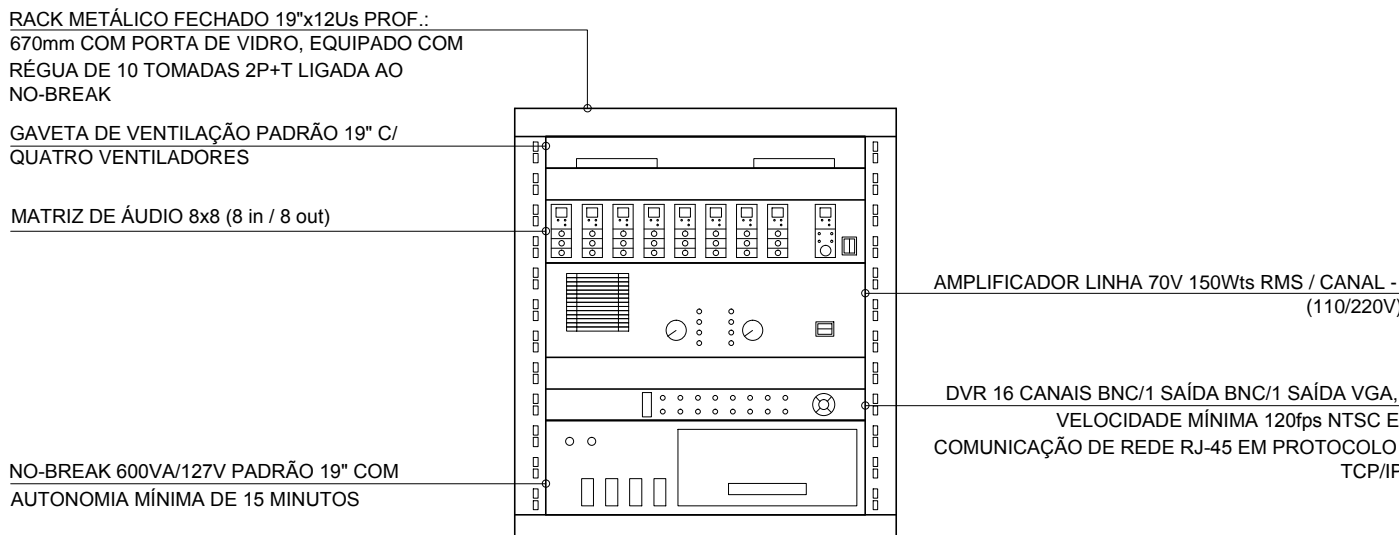 RACK METÁLICO FECHADO 19"x12Us PROF.:
670mm COM PORTA DE VIDRO, EQUIPADO COM
RÉGUA DE 10 TOMADAS 2P+T LIGADA AO
NO-BREAK
GAVETA DE VENTILAÇÃO PADRÃO 19" C/
QUATRO VENTILADORES
MATRIZ DE ÁUDIO 8x8 (8 in / 8 out)
NO-BREAK 600VA/127V PADRÃO 19" COM
AUTONOMIA MÍNIMA DE 15 MINUTOS
AMPLIFICADOR LINHA 70V 150Wts RMS / CANAL -
(110/220V)
DVR 16 CANAIS BNC/1 SAÍDA BNC/1 SAÍDA VGA,
VELOCIDADE MÍNIMA 120fps NTSC E
COMUNICAÇÃO DE REDE RJ-45 EM PROTOCOLO
TCP/IP